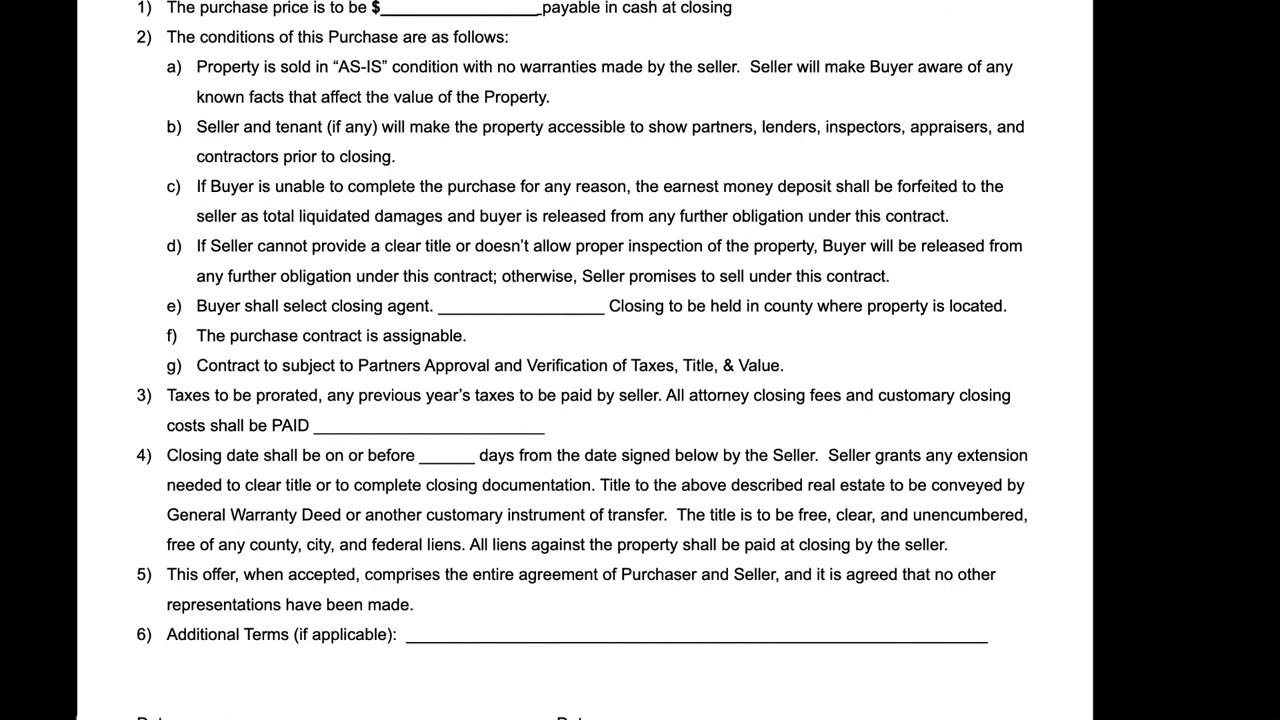 1) The purchase price is to be $_________________payable in cash at closing
2) The conditions of this Purchase are as follows:
a) Property is sold in “AS-IS” condition with no warranties made by the seller. Seller will make Buyer aware of any
known facts that affect the value of the Property.
b) Seller and tenant (if any) will make the property accessible to show partners, lenders, inspectors, appraisers, and
contractors prior to closing.
c) If Buyer is unable to complete the purchase for any reason, the earnest money deposit shall be forfeited to the
seller as total liquidated damages and buyer is released from any further obligation under this contract.
d) If Seller cannot provide a clear title or doesn’t allow proper inspection of the property, Buyer will be released from
any further obligation under this contract; otherwise, Seller promises to sell under this contract.
e) Buyer shall select closing agent. __________________ Closing to be held in county where property is located.
f) The purchase contract is assignable.
g) Contract to subject to Partners Approval and Verification of Taxes, Title, & Value.
3) Taxes to be prorated, any previous year’s taxes to be paid by seller. All attorney closing fees and customary closing
costs shall be PAID _________________________
4) Closing date shall be on or before ______ days from the date signed below by the Seller. Seller grants any extension
needed to clear title or to complete closing documentation. Title to the above described real estate to be conveyed by
General Warranty Deed or another customary instrument of transfer. The title is to be free, clear, and unencumbered,
free of any county, city, and federal liens. All liens against the property shall be paid at closing by the seller.
5) This offer, when accepted, comprises the entire agreement of Purchaser and Seller, and it is agreed that no other
representations have been made.
6) Additional Terms (if applicable): _______________________________________________________________